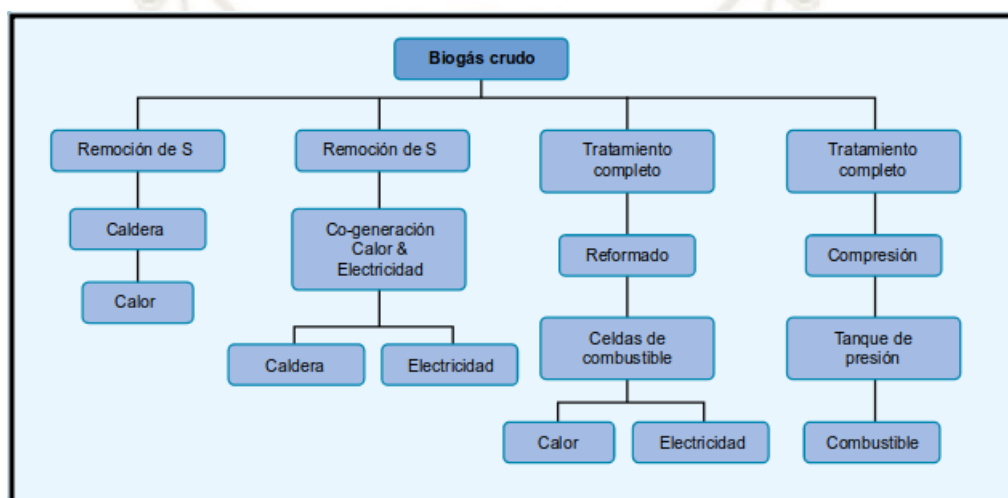 Biogás crudo
Remoción de S
Caldera
Calor
Remoción de S
Co-generación
Calor &
Electricidad
Caldera
Electricidad
Tratamiento
completo
Reformado
Celdas de
combustible
Calor
Electricidad
Tratamiento
completo
Compresión
Tanque de
presión
Combustible